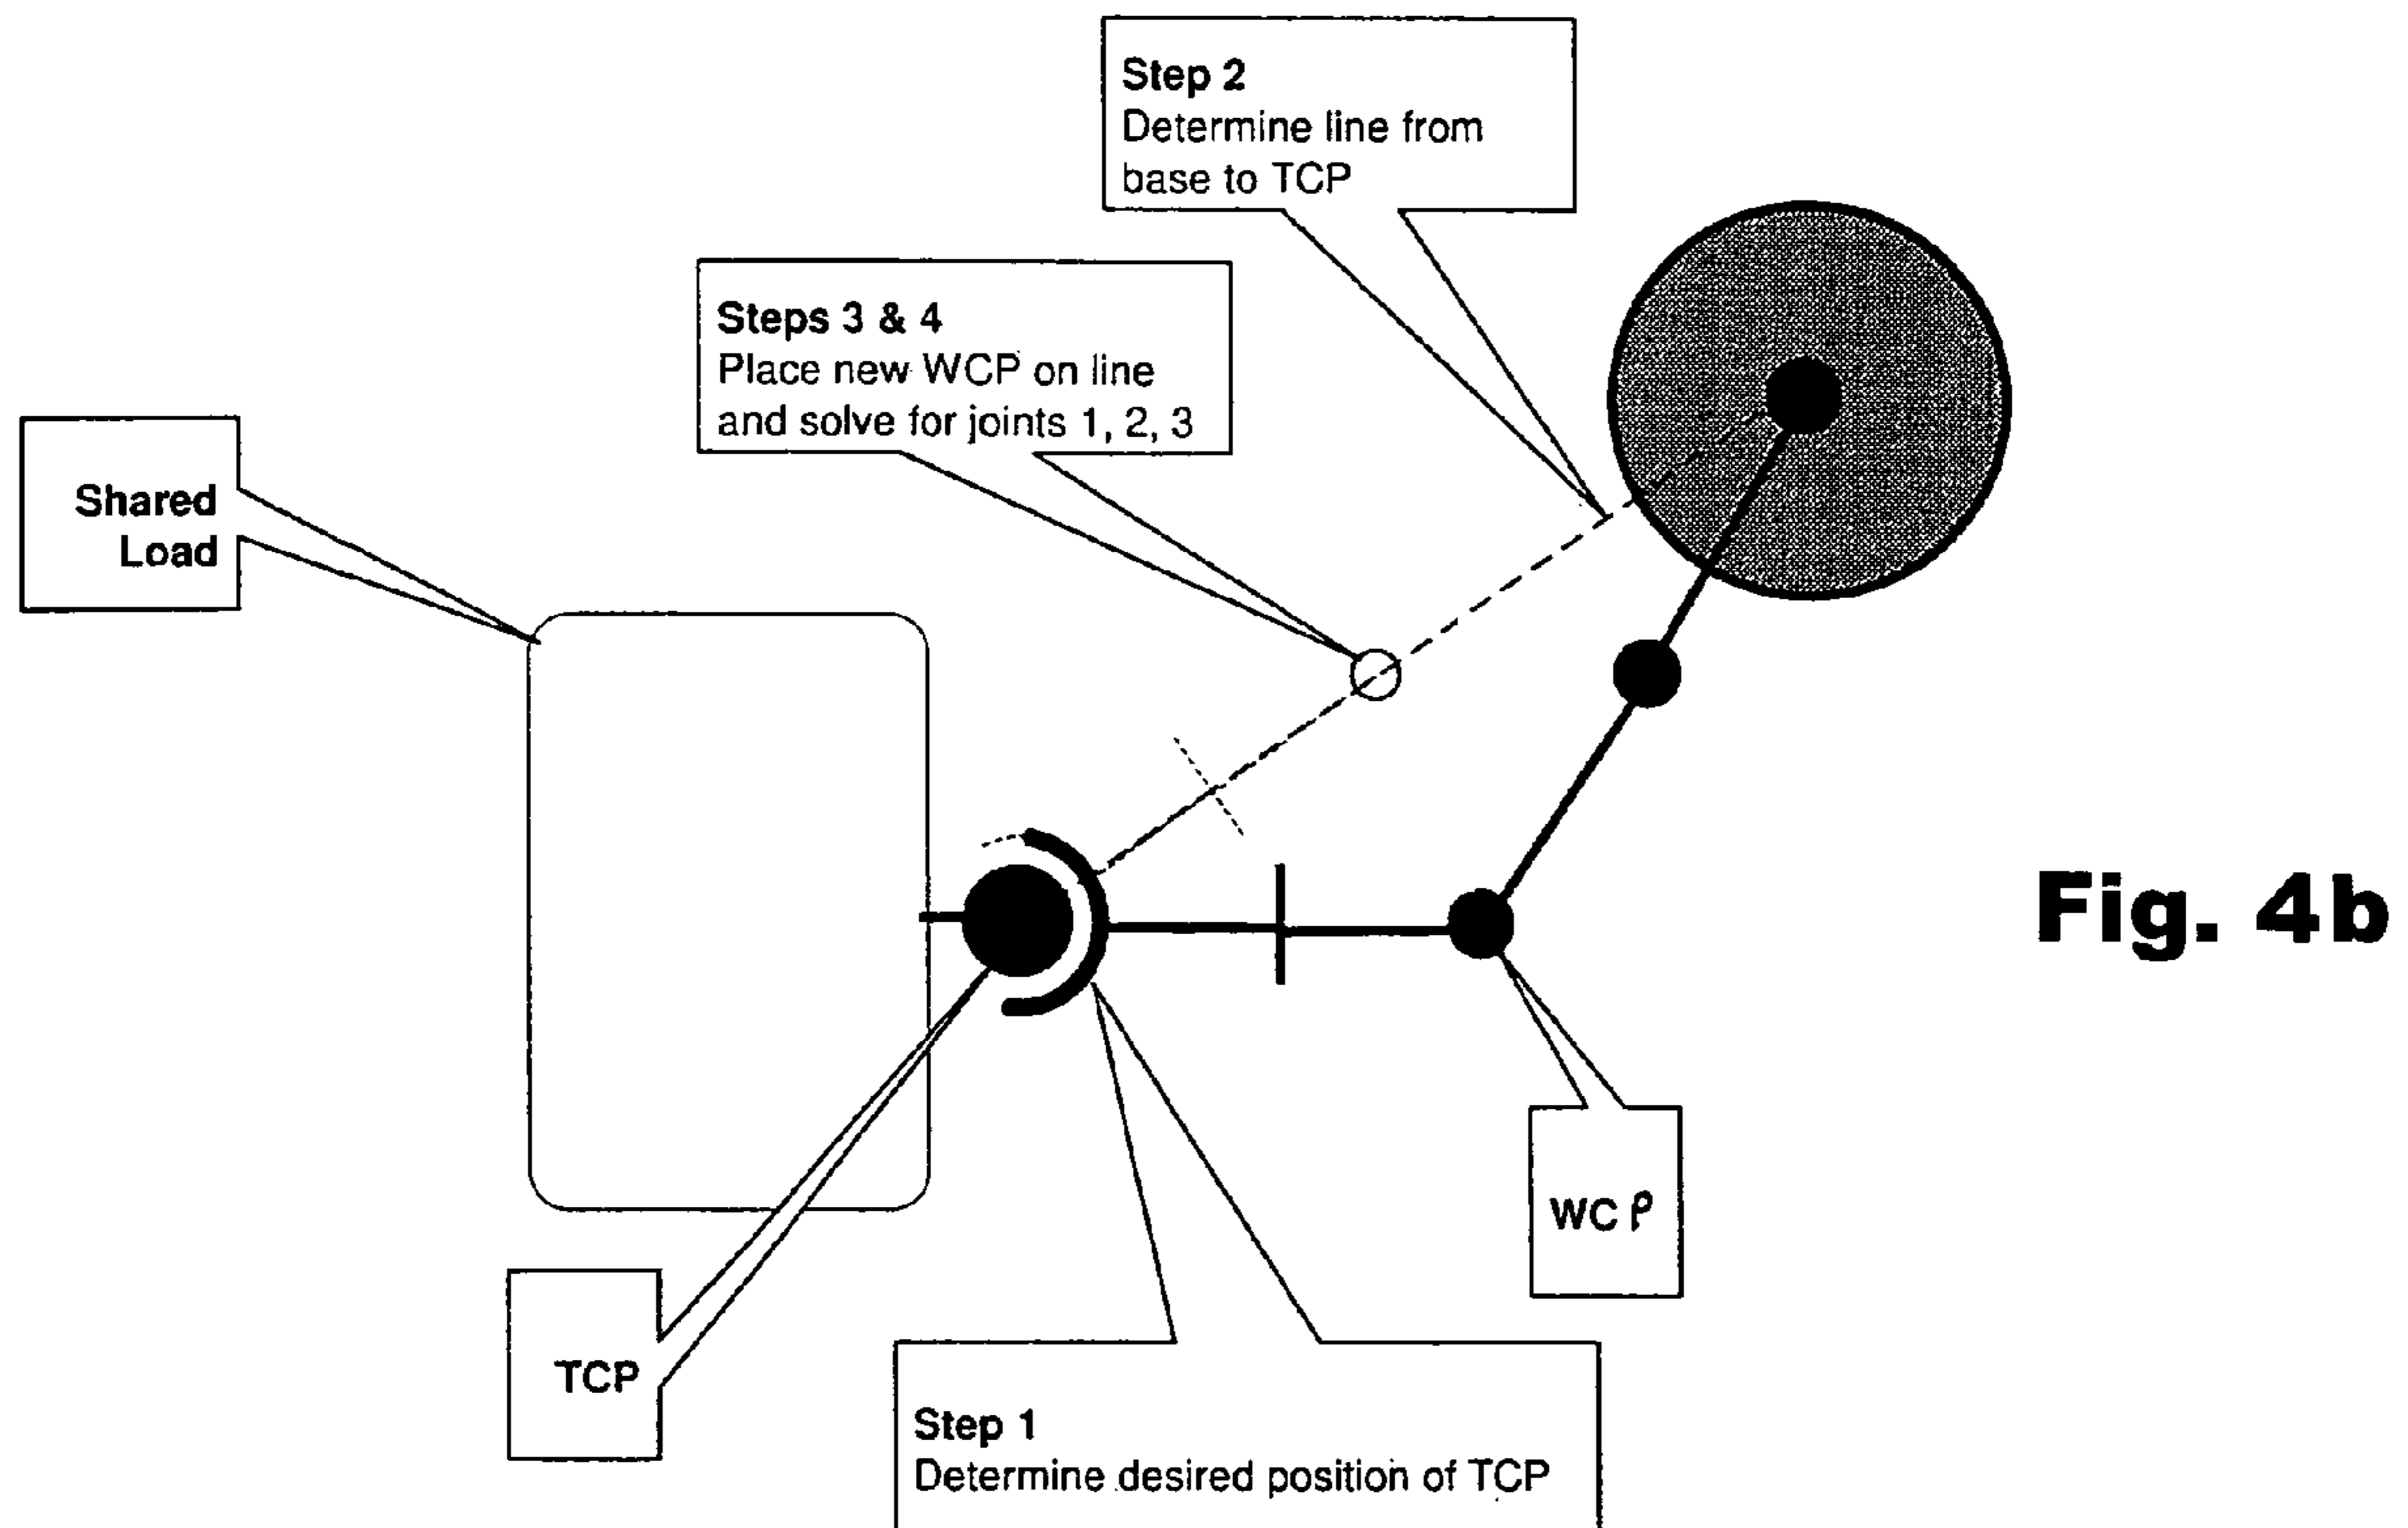 Step 2
Determine line from
base to TCP
Steps 3 & 4
Place new WCP on line
and solve for joints 1, 2, 3
Shared
Load
Fig. 4b
WCP
TCP
Step 1
Determine desired position of TCP